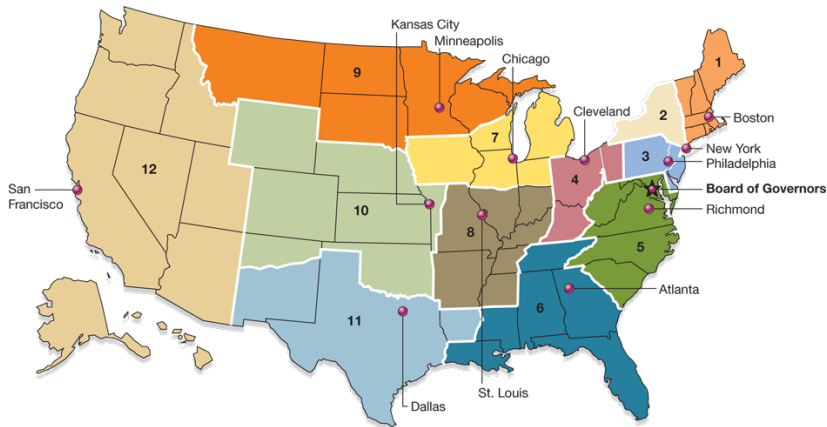 Kansas City
Minneapolis
Chicago
Cleveland
Boston
New York
Philadelphia
Board of Governors
Richmond
Atlanta
St. Louis
Dallas
San
Francisco
1
2
3
4
5
6
7
8
9
10
11
12